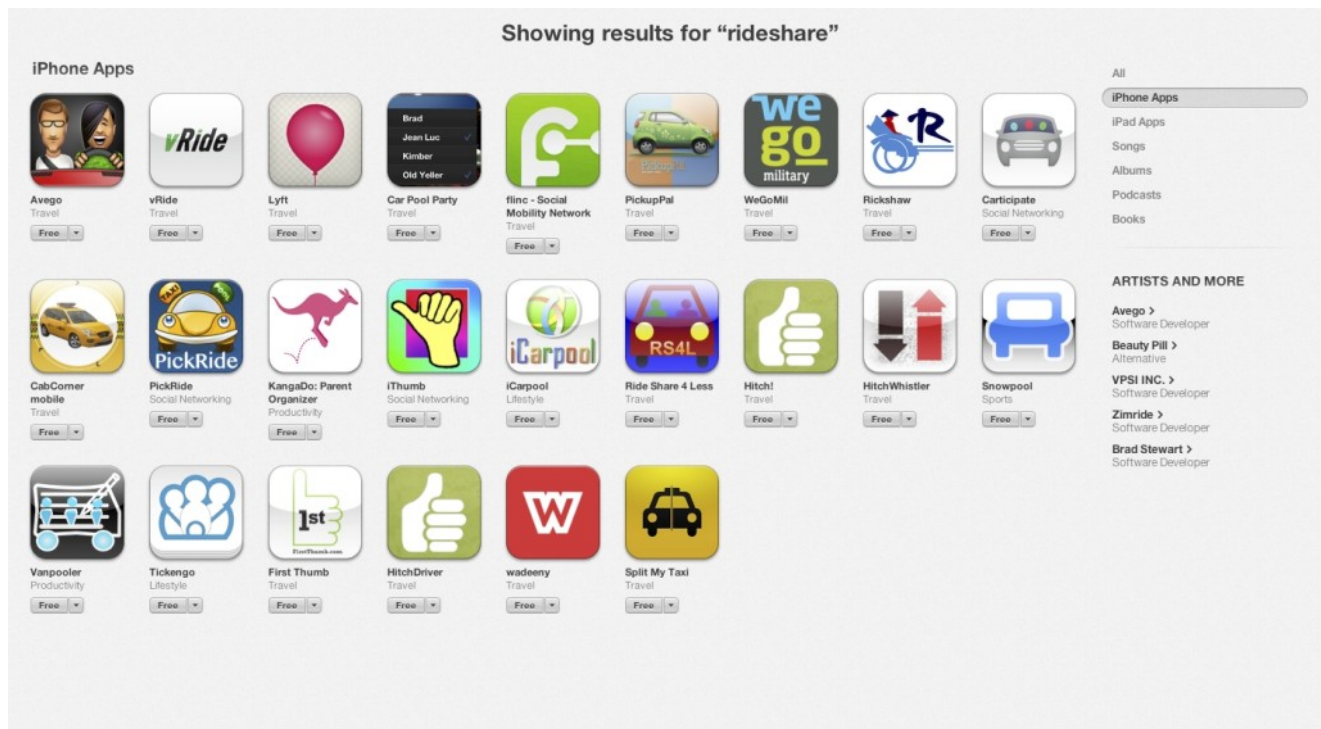 Showing results for “rideshare”
iPhone Apps
vRide
Brad
Jean Luc
Kimber
Old Yeller
PickupPal
we
go
military
R
Avego
Travel
Free
vRide
Travel
Free
Lyft
Travel
Free
Car Pool Party
Travel
Free
flinc - Social
Mobility Network
Travel
Free
PickupPal
Travel
Free
WeGoMil
Travel
Free
Rickshaw
Travel
Free
Carticipate
Social Networking
Free
TAXI
POOL
PickRide
iCarpool
RS4L
CabCorner
mobile
Travel
Free
PickRide
Social Networking
Free
KangaDo: Parent
Organizer
Productivity
Free
iThumb
Social Networking
Free
iCarpool
Lifestyle
Free
Ride Share 4 Less
Travel
Free
Hitch!
Travel
Free
HitchWhistler
Travel
Free
Snowpool
Sports
Free
1st
FirstThumb.com
W
Vanpooler
Productivity
Free
Tickengo
Lifestyle
Free
First Thumb
Travel
Free
HitchDriver
Travel
Free
wadeeny
Travel
Free
Split My Taxi
Travel
Free
All
iPhone Apps
iPad Apps
Songs
Albums
Podcasts
Books
ARTISTS AND MORE
Avego >
Software Developer
Beauty Pill >
Alternative
VPSI INC. >
Software Developer
Zimride >
Software Developer
Brad Stewart >
Software Developer